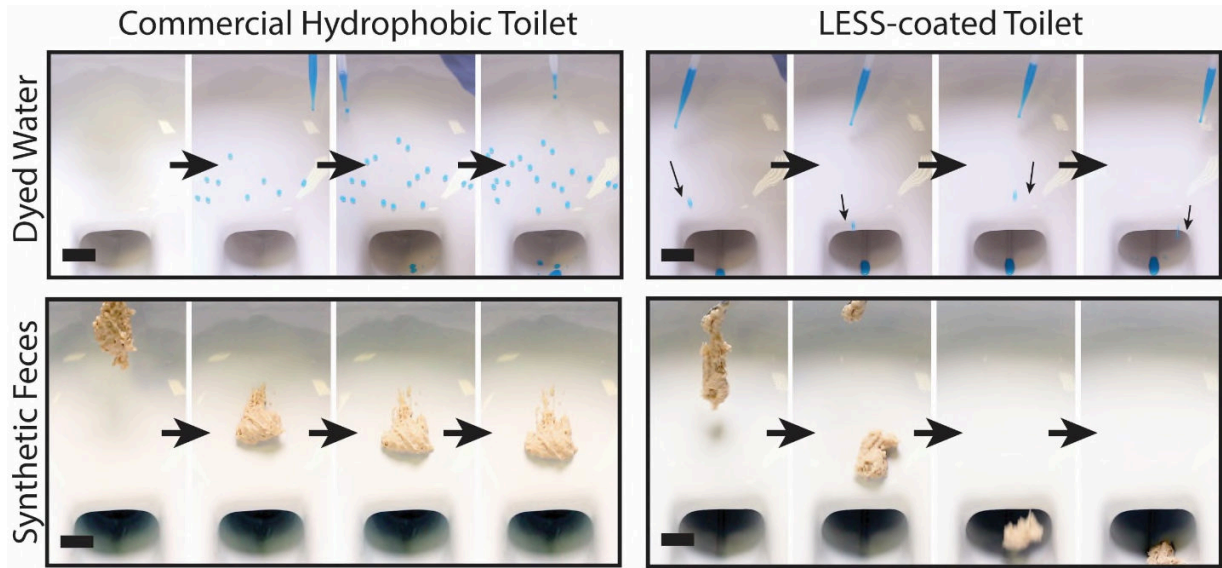 Commercial Hydrophobic Toilet
LESS-coated Toilet
Dyed Water
Synthetic Feces